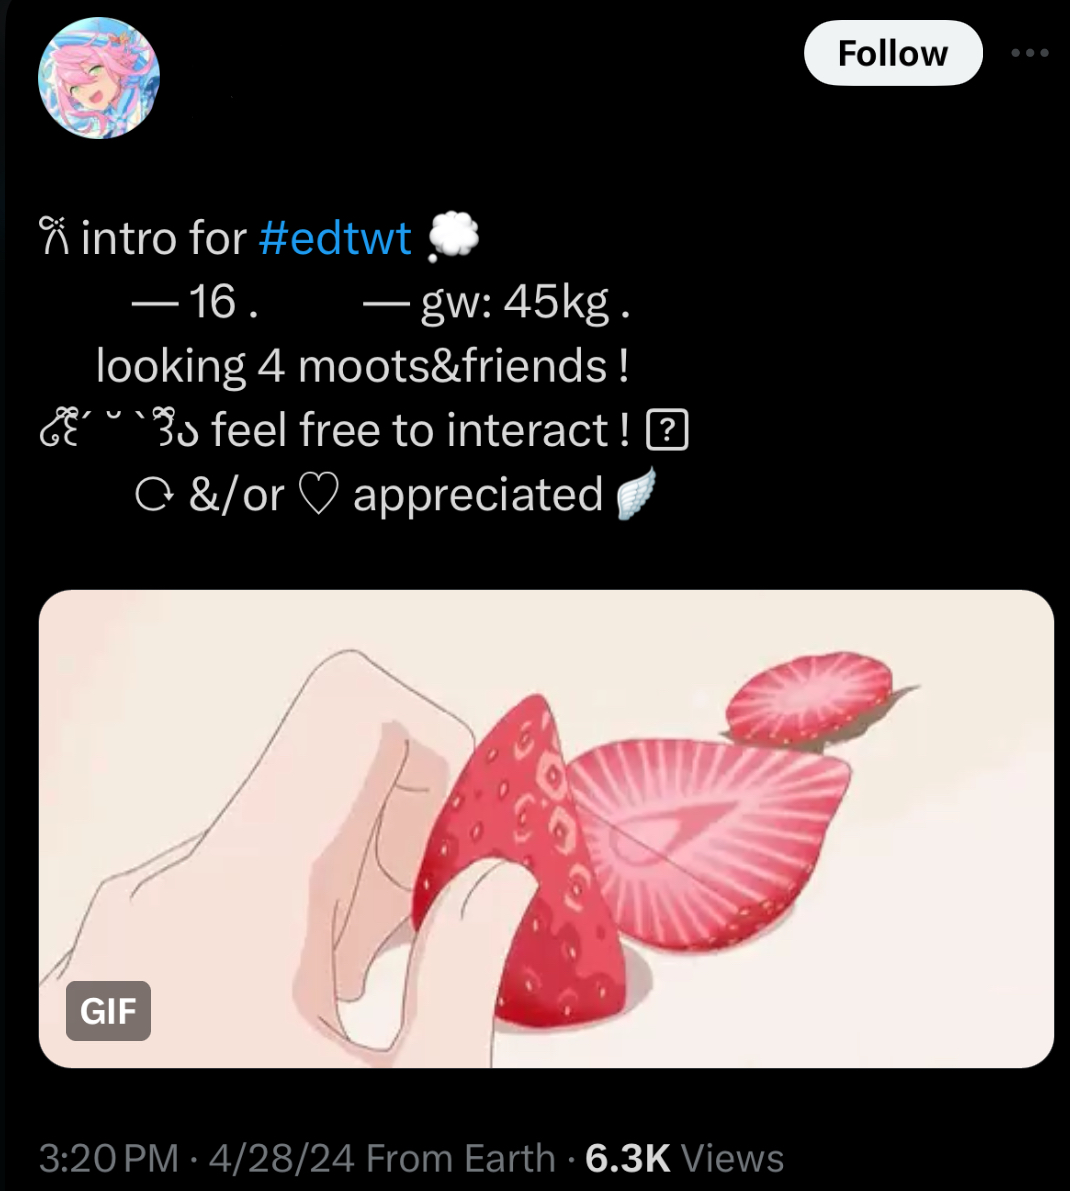 Follow
intro for #edtwt 💭
— 16 . — gw: 45kg .
looking 4 moots&friends !
feel free to interact ! ?
⟳ &/or ♡ appreciated 🪽
GIF
3:20 PM · 4/28/24 From Earth · 6.3K Views